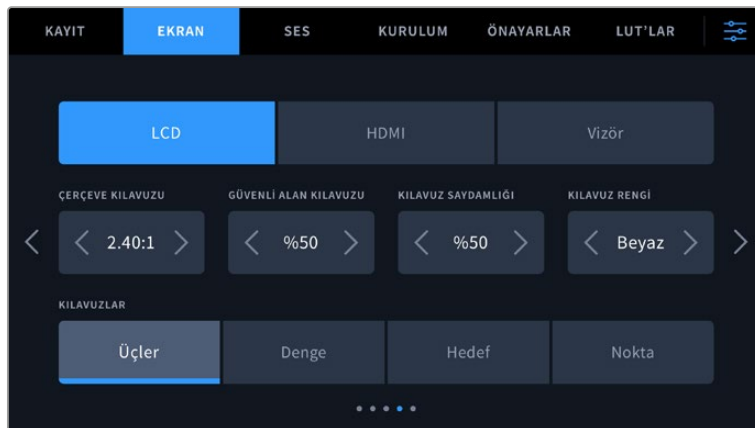 KAYIT EKRAN SES KURULUM ÖNAYARLAR LUT'LAR
LCD HDMI Vizör
ÇERÇEVE KILAVUZU GÜVENLİ ALAN KILAVUZU KILAVUZ SAYDAMLIĞI KILAVUZ RENGİ
2.40:1 %50 %50 Beyaz
KILAVUZLAR
Üçler Denge Hedef Nokta